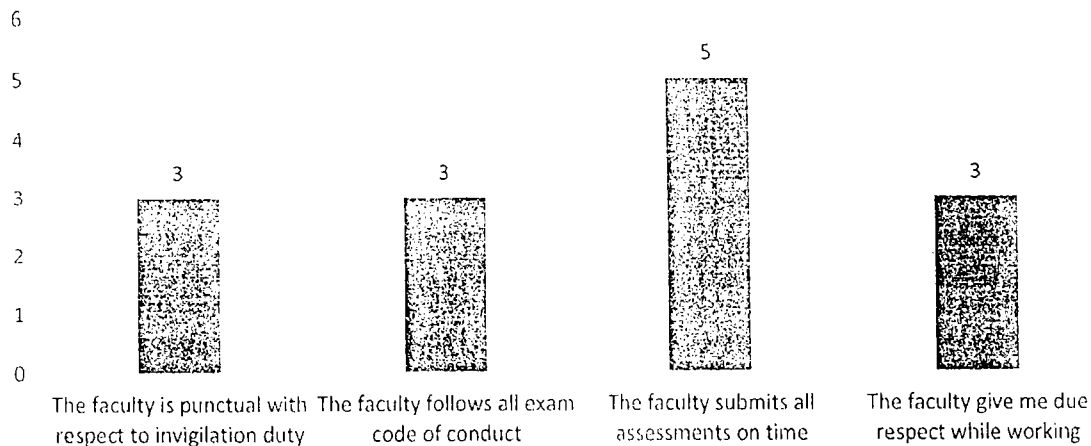 6
5
4
3
2
1
0
3
3
5
3
The faculty is punctual with
respect to invigilation duty
The faculty follows all exam
code of conduct
The faculty submits all
assessments on time
The faculty give me due
respect while working